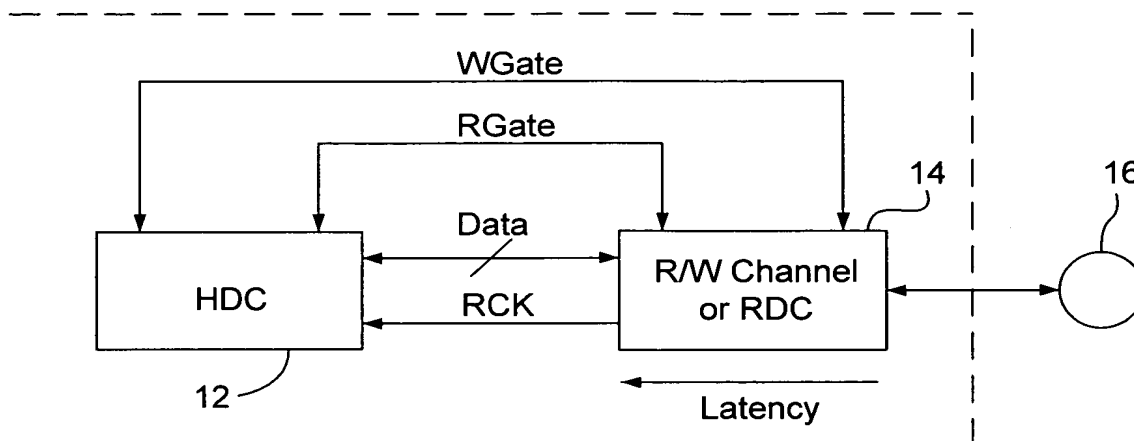 WGate
RGate
14
16
Data
HDC
R/W Channel
or RDC
RCK
12
Latency